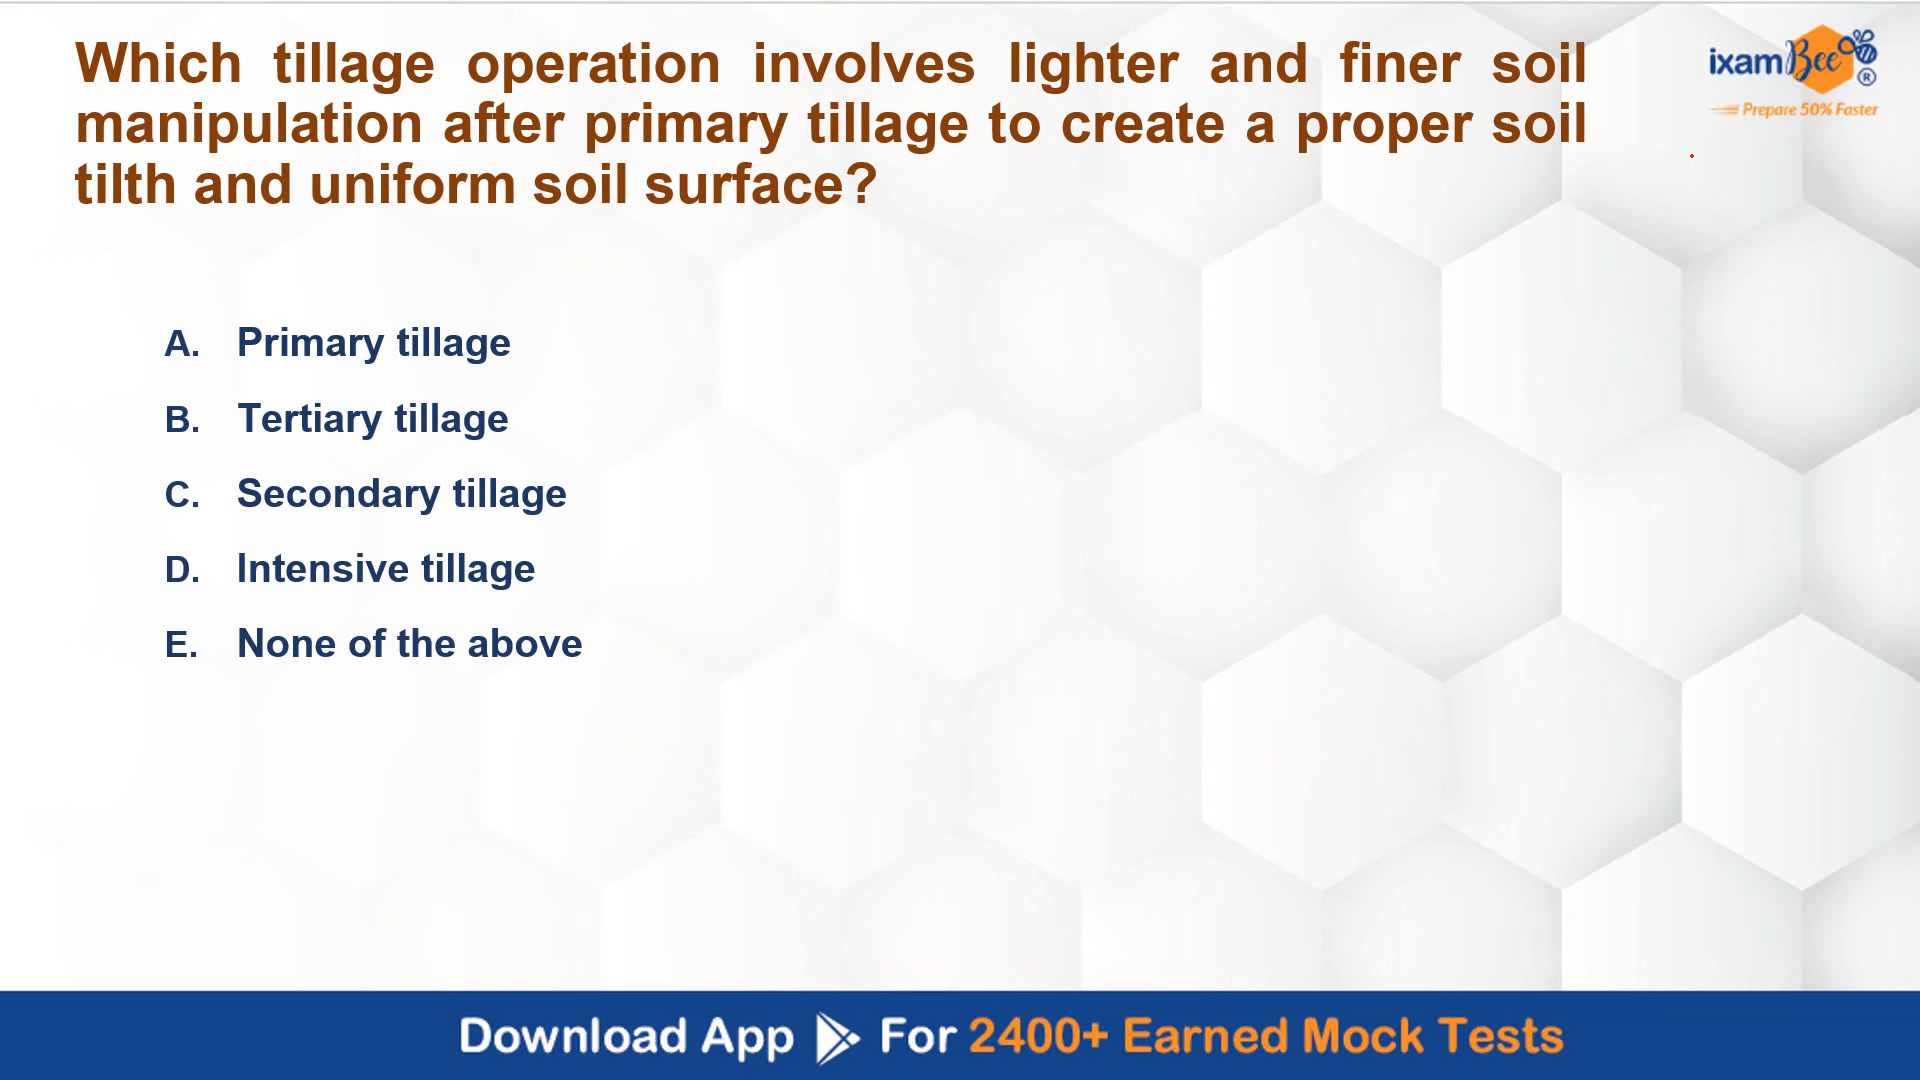 Which tillage operation involves lighter and finer soil
manipulation after primary tillage to create a proper soil
tilth and uniform soil surface?
ixamBee®
Prepare 50% Faster
A. Primary tillage
B. Tertiary tillage
C. Secondary tillage
D. Intensive tillage
E. None of the above
Download App For 2400+ Earned Mock Tests